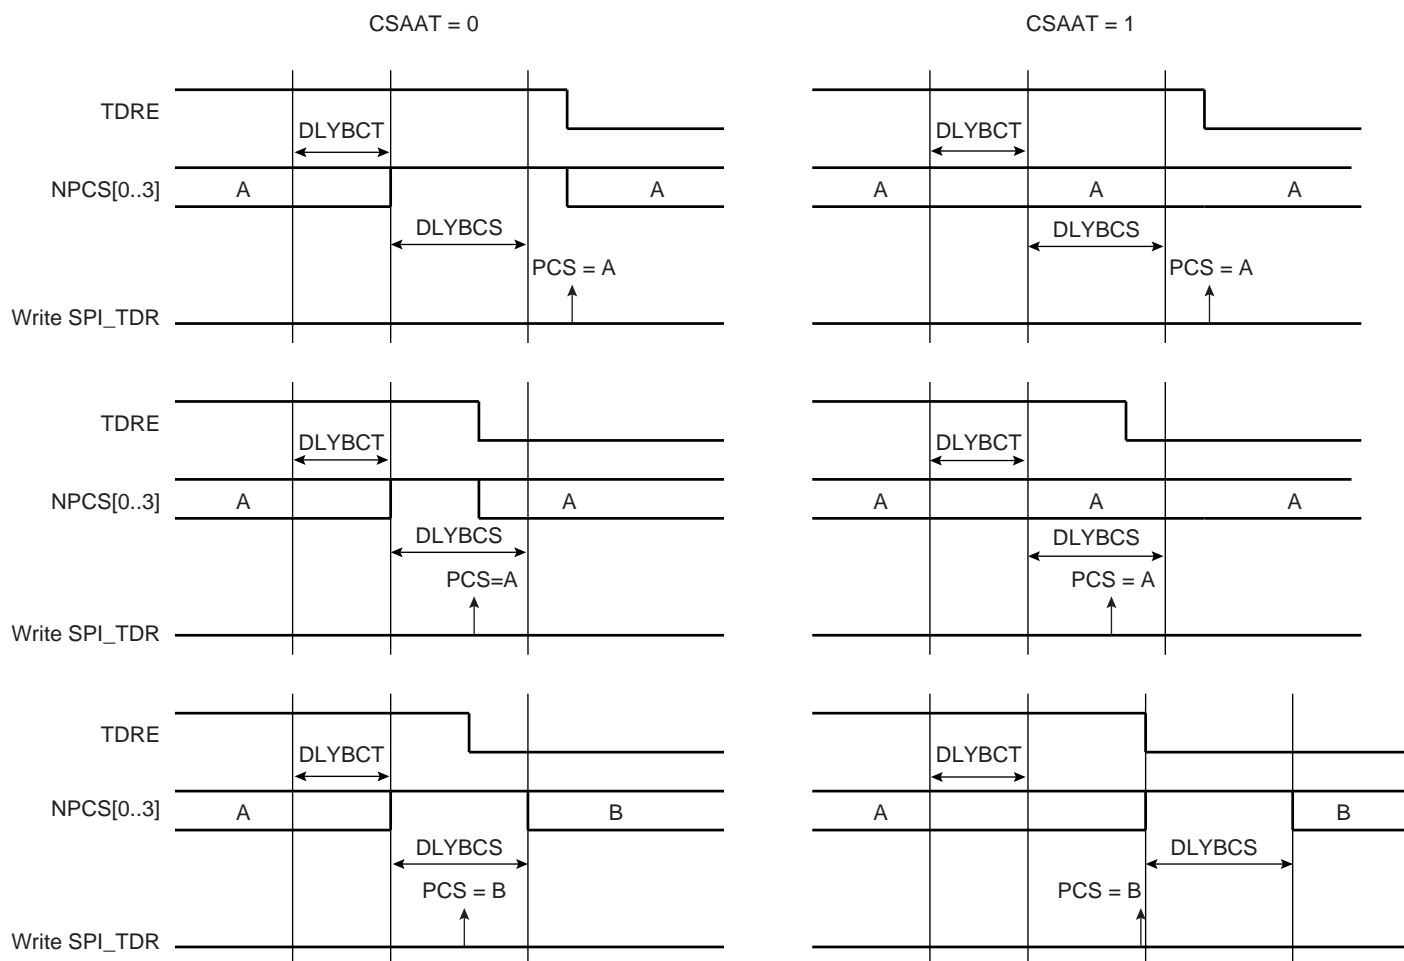 CSAAT = 0 CSAAT = 1
TDRE
DLYBCT DLYBCT
NPCS[0..3] A A A A A
DLYBCS DLYBCS
PCS = A PCS = A
Write SPI_TDR
TDRE
DLYBCT DLYBCT
NPCS[0..3] A A A A A
DLYBCS DLYBCS
PCS=A PCS = A
Write SPI_TDR
TDRE
DLYBCT DLYBCT
NPCS[0..3] A B A B
DLYBCS DLYBCS
PCS = B PCS = B
Write SPI_TDR